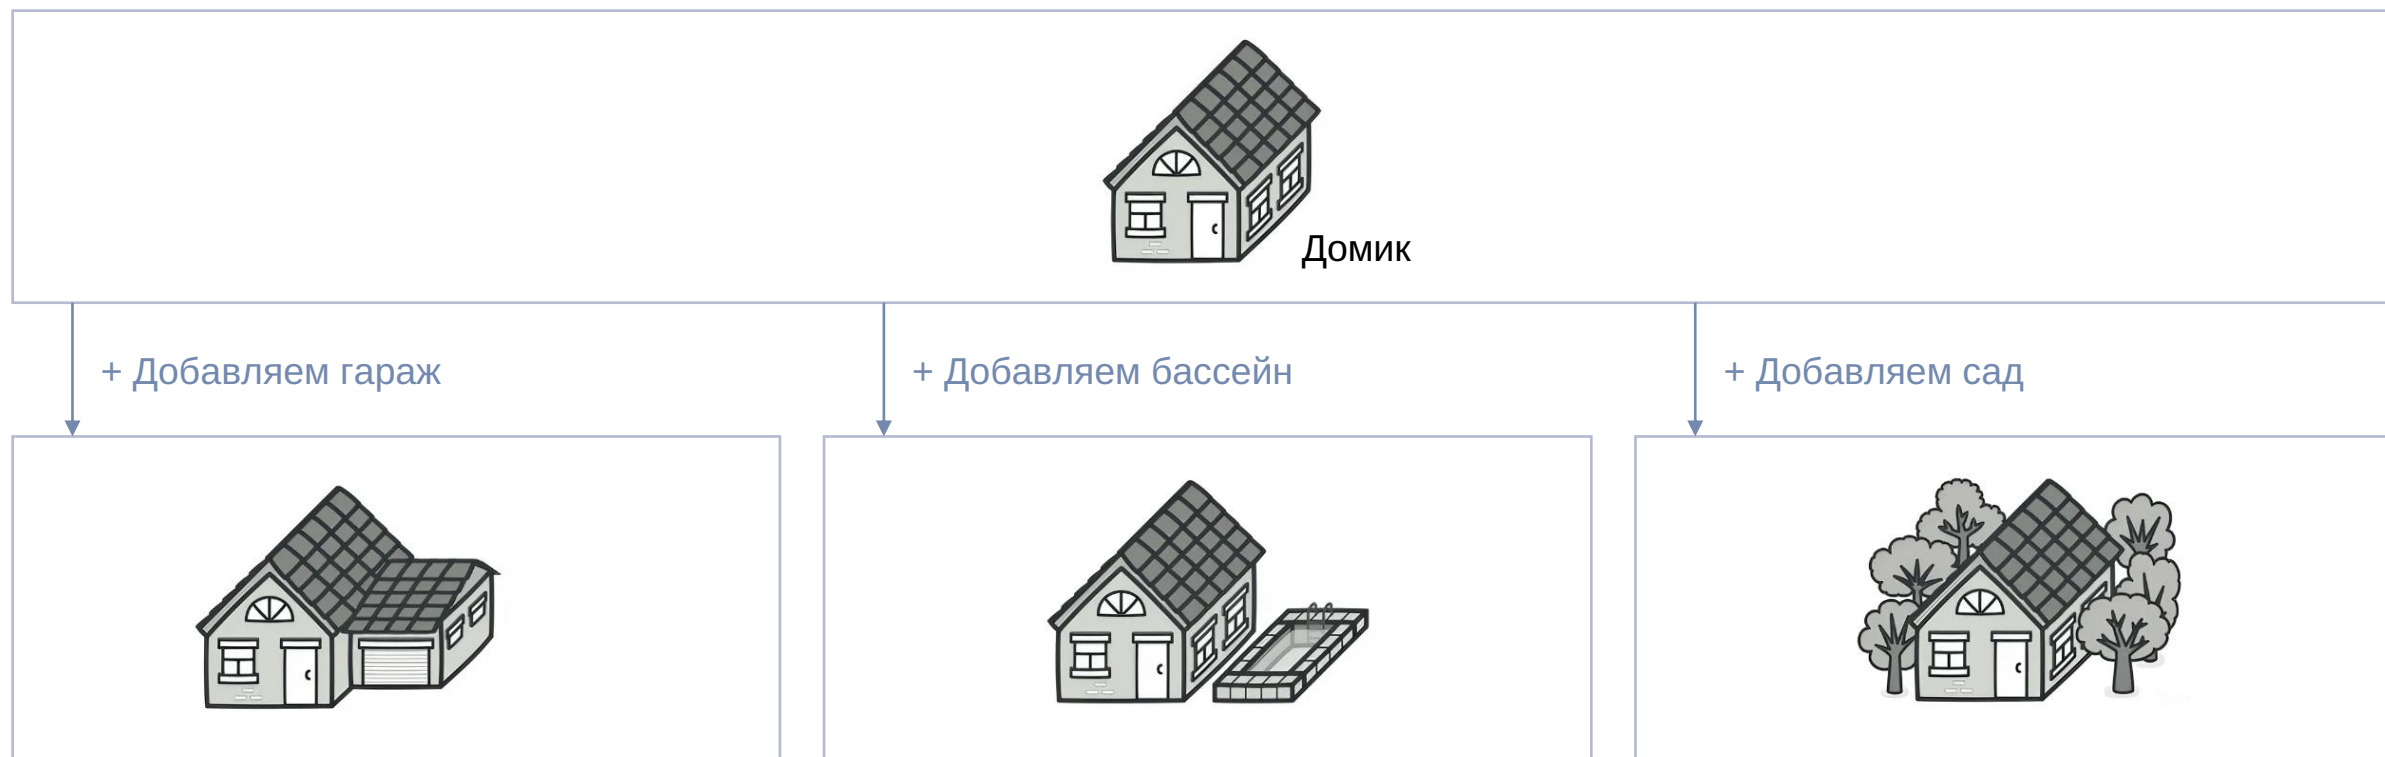 Домик
+ Добавляем гараж
+ Добавляем бассейн
+ Добавляем сад